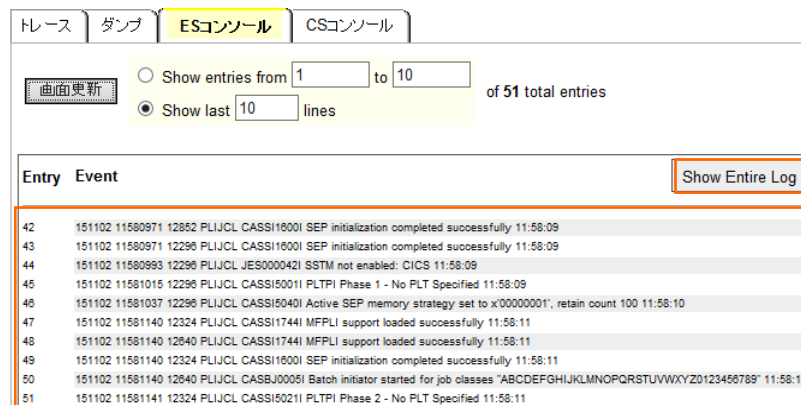 トレース ダンプ ESコンソール CSコンソール
画面更新
Show entries from 1 to 10
Show last 10 lines
of 51 total entries
Entry Event
Show Entire Log
42 151102 11580971 12852 PLIJCL CASSI1600I SEP initialization completed successfully 11:58:09
43 151102 11580971 12296 PLIJCL CASSI1600I SEP initialization completed successfully 11:58:09
44 151102 11580993 12296 PLIJCL JES000042I SSTM not enabled: CICS 11:58:09
45 151102 11581015 12296 PLIJCL CASSI5001I PLTPI Phase 1 - No PLT Specified 11:58:09
46 151102 11581037 12296 PLIJCL CASSI5040I Active SEP memory strategy set to x'00000001', retain count 100 11:58:10
47 151102 11581140 12324 PLIJCL CASSI1744I MFPLI support loaded successfully 11:58:11
48 151102 11581140 12640 PLIJCL CASSI1744I MFPLI support loaded successfully 11:58:11
49 151102 11581140 12324 PLIJCL CASSI1600I SEP initialization completed successfully 11:58:11
50 151102 11581140 12640 PLIJCL CASBJ0005I Batch initiator started for job classes "ABCDEFGHIJKLMNOPQRSTUVWXYZ0123456789" 11:58:1
51 151102 11581141 12324 PLIJCL CASSI5021I PLTPI Phase 2 - No PLT Specified 11:58:11